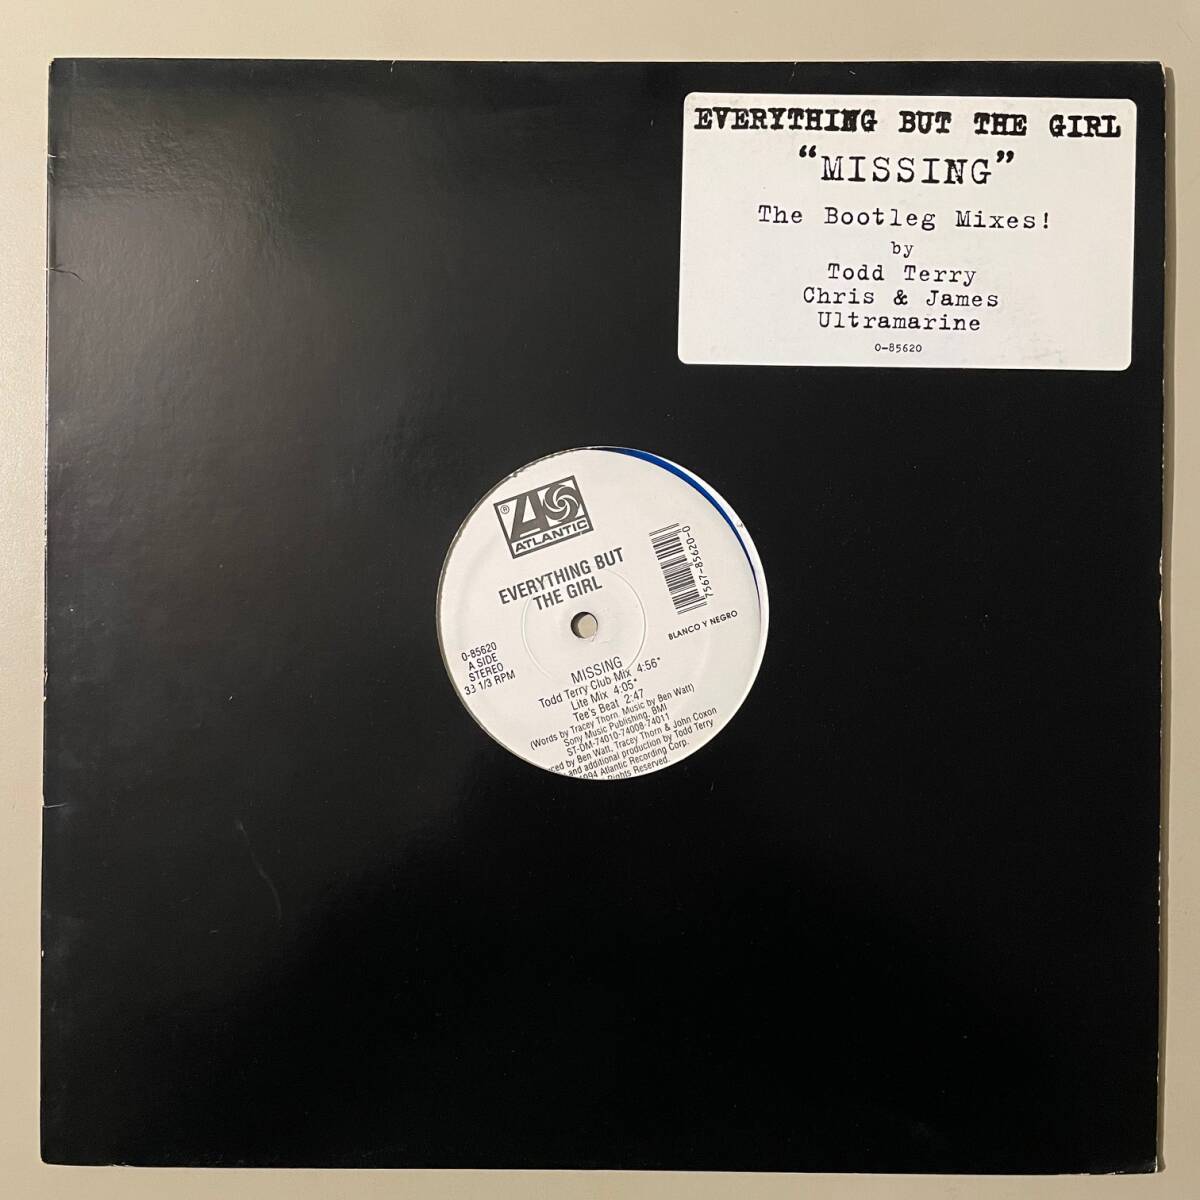 EVERYTHING BUT THE GIRL
“MISSING”
The Bootleg Mixes!
by
Todd Terry
Chris & James
Ultramarine
0-85620
®
ATLANTIC
EVERYTHING BUT
THE GIRL
7567-85620-0
BLANCO Y NEGRO
0-85620
A SIDE
STEREO
33 1/3 RPM
MISSING
Todd Terry Club Mix 4:56*
Lite Mix 4:05*
Tee's Beat 2:47
(Words by Tracey Thorn. Music by Ben Watt)
Sony Music Publishing, BMI
ST-DM-74010-74008-74011
by Ben Watt, Tracey Thorn & John Coxon
and additional production by Todd Terry
Atlantic Recording Corp.
Rights Reserved.